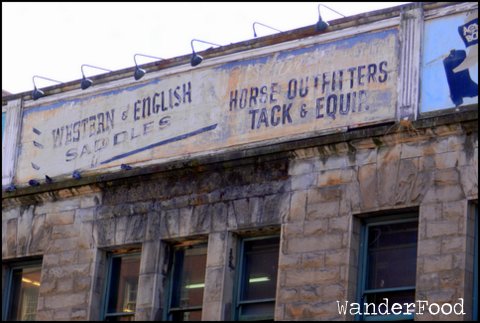 WESTERN & ENGLISH
SADDLES
HORSE OUTFITTERS
TACK & EQUIP.
WANDERFOOD